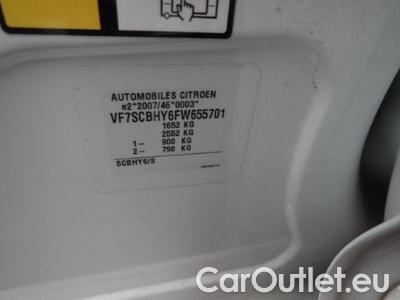 AUTOMOBILES CITROEN
e2*2007/46*0003*
VF7SCBHY6FW655701
1652 KG
2552 KG
1- 900 KG
2- 790 KG
SCBHY6/S
CarOutlet.eu